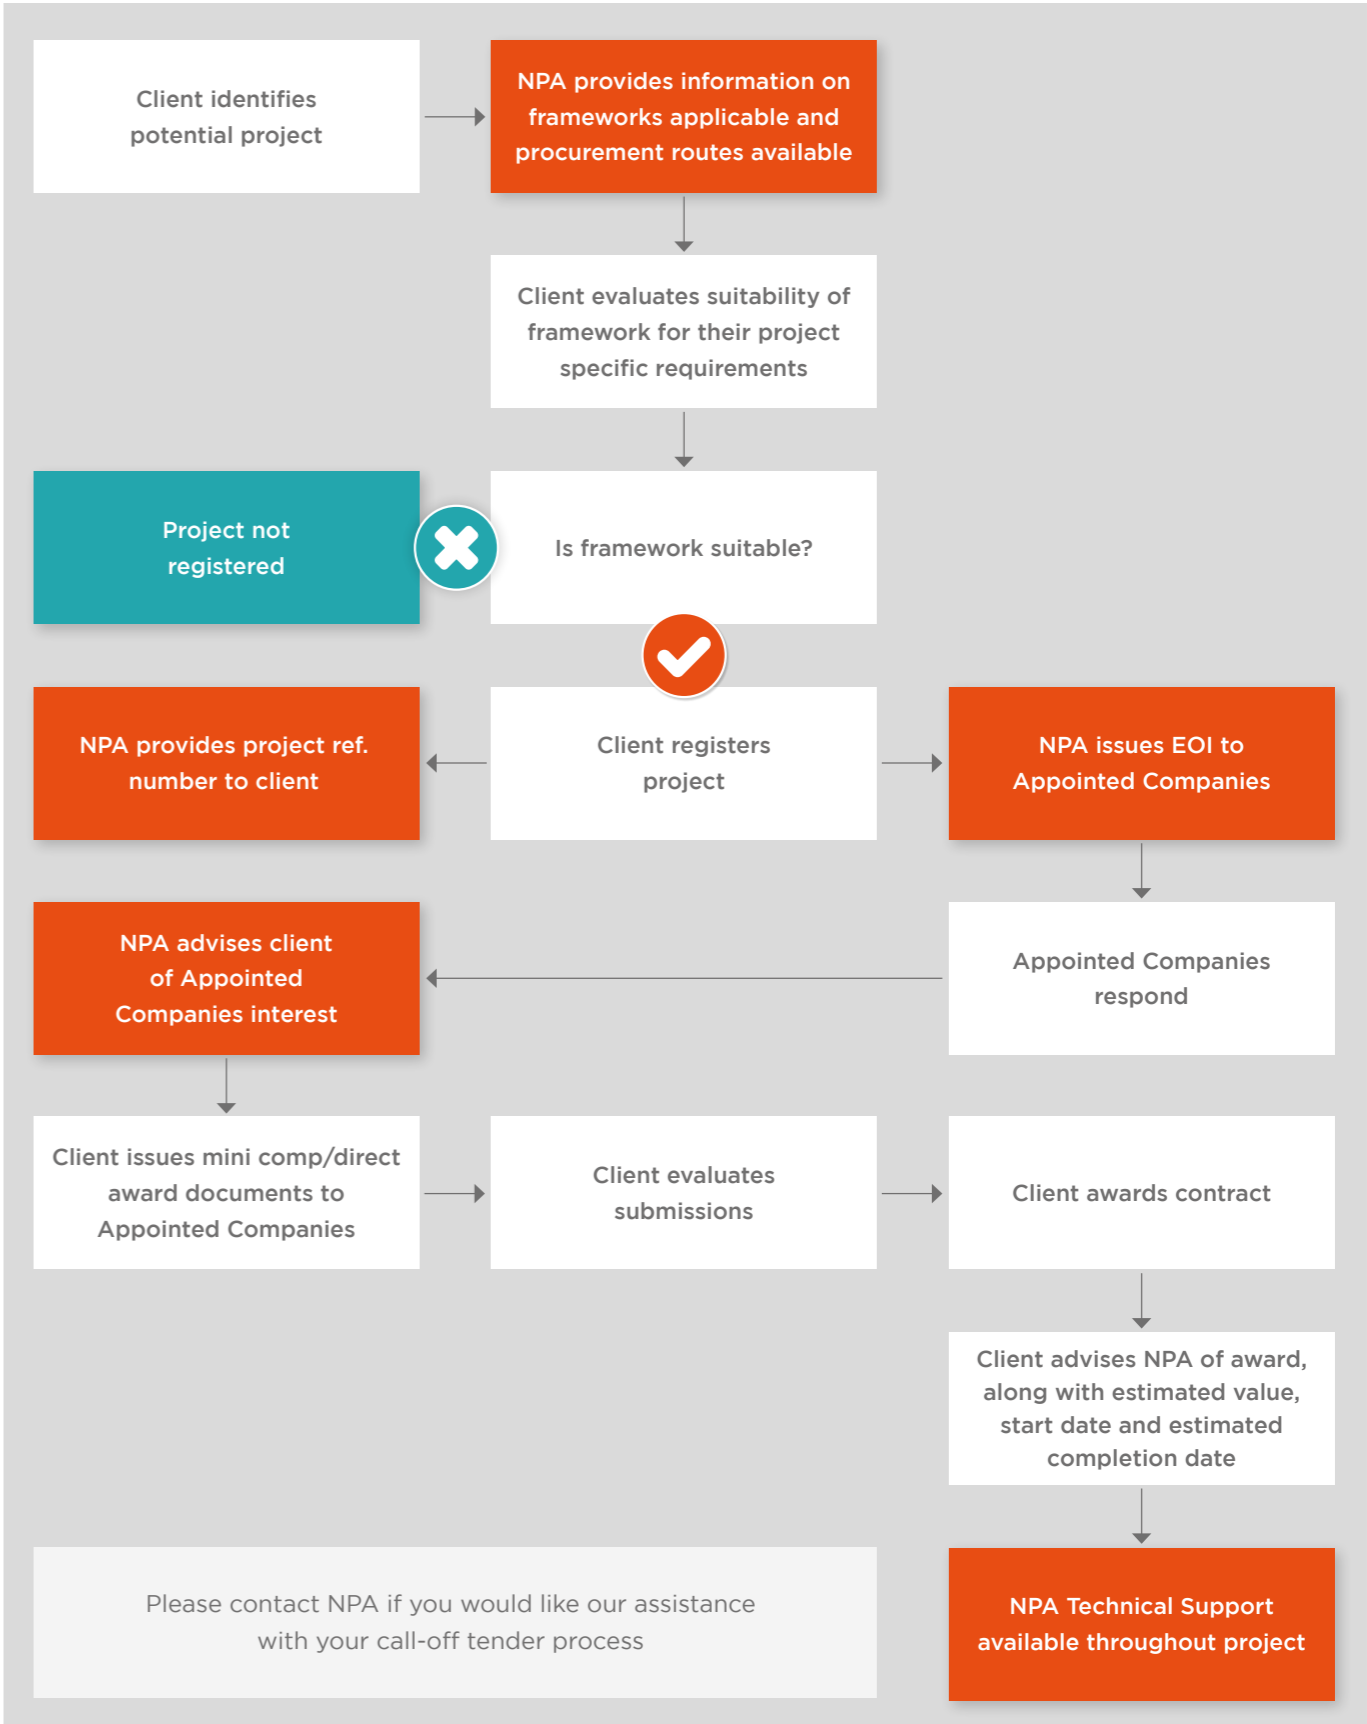 Client identifies
potential project
NPA provides information on
frameworks applicable and
procurement routes available
Client evaluates suitability of
framework for their project
specific requirements
Project not
registered
Is framework suitable?
NPA provides project ref.
number to client
Client registers
project
NPA issues EOI to
Appointed Companies
NPA advises client
of Appointed
Companies interest
Appointed Companies
respond
Client issues mini comp/direct
award documents to
Appointed Companies
Client evaluates
submissions
Client awards contract
Client advises NPA of award,
along with estimated value,
start date and estimated
completion date
Please contact NPA if you would like our assistance
with your call-off tender process
NPA Technical Support
available throughout project